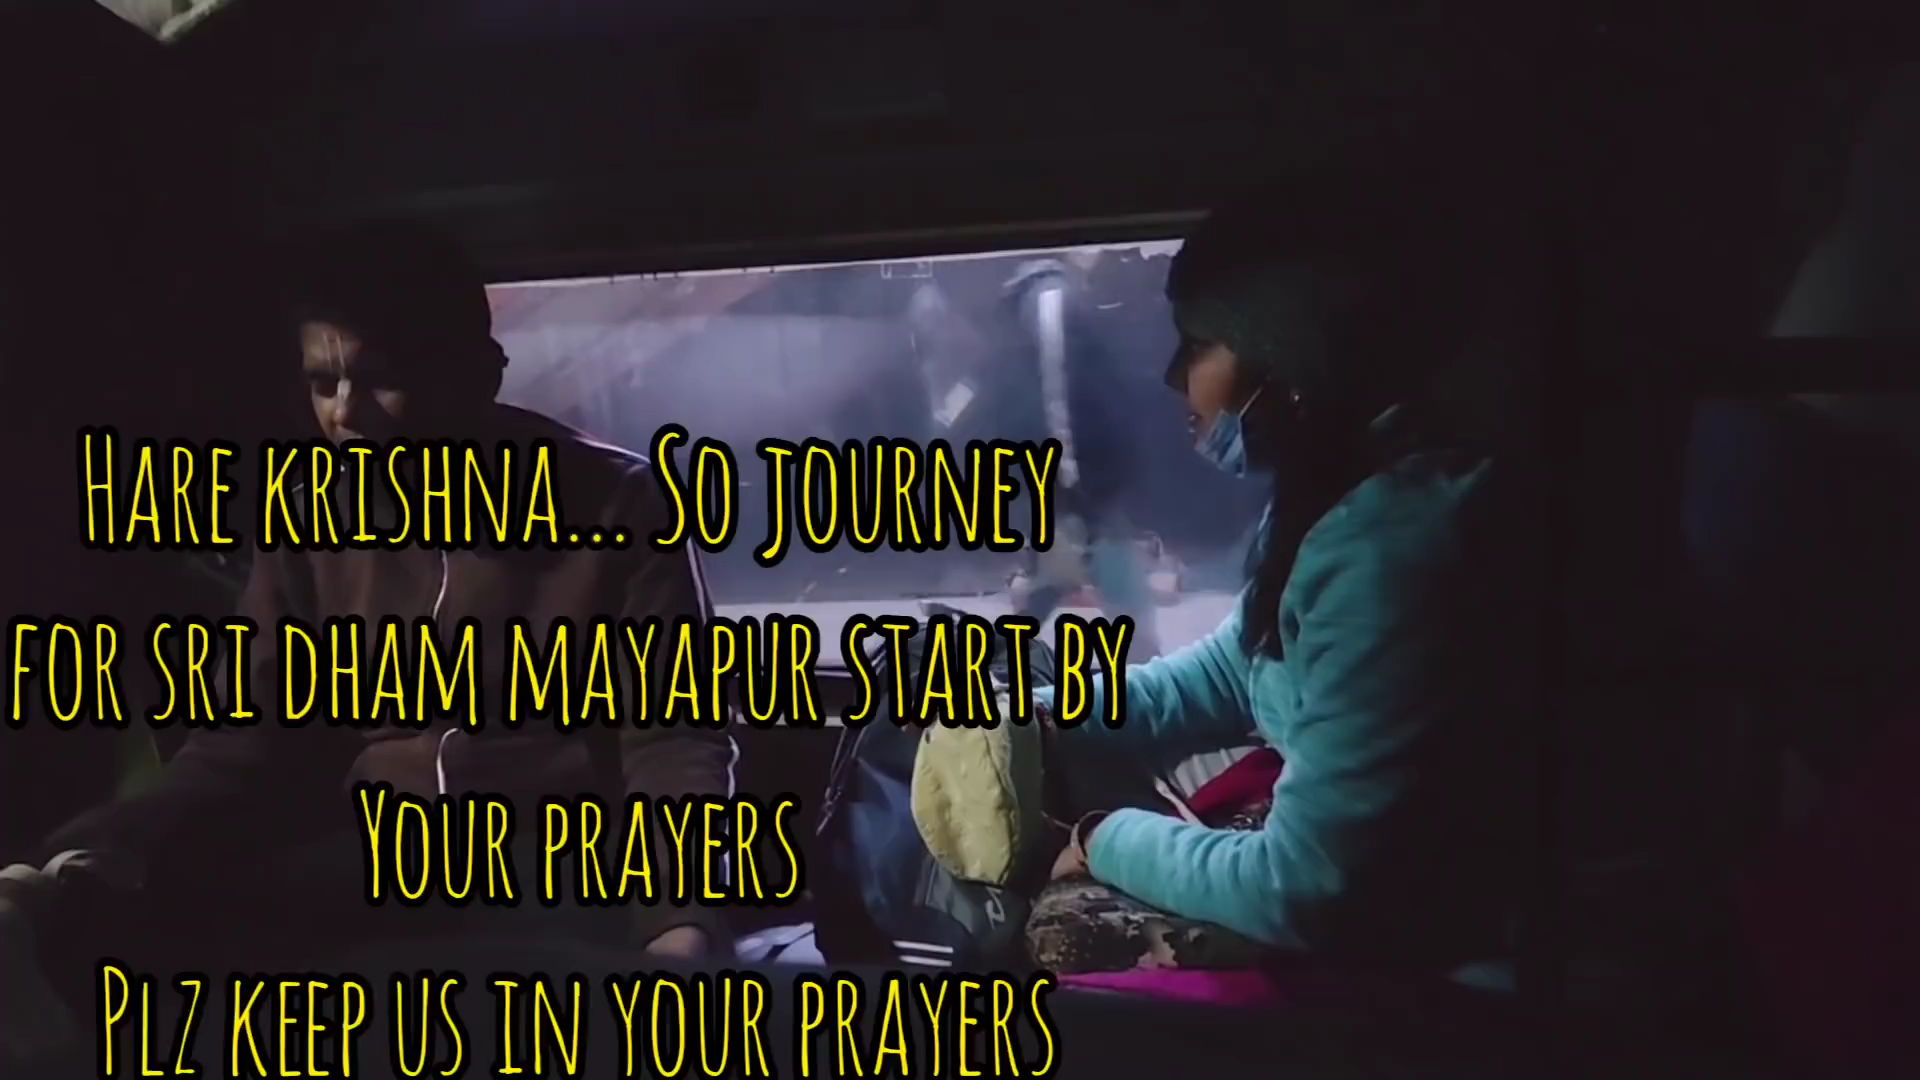 Hare krishna... So journey
for sri dham mayapur start by
Your prayers
Plz keep us in your prayers